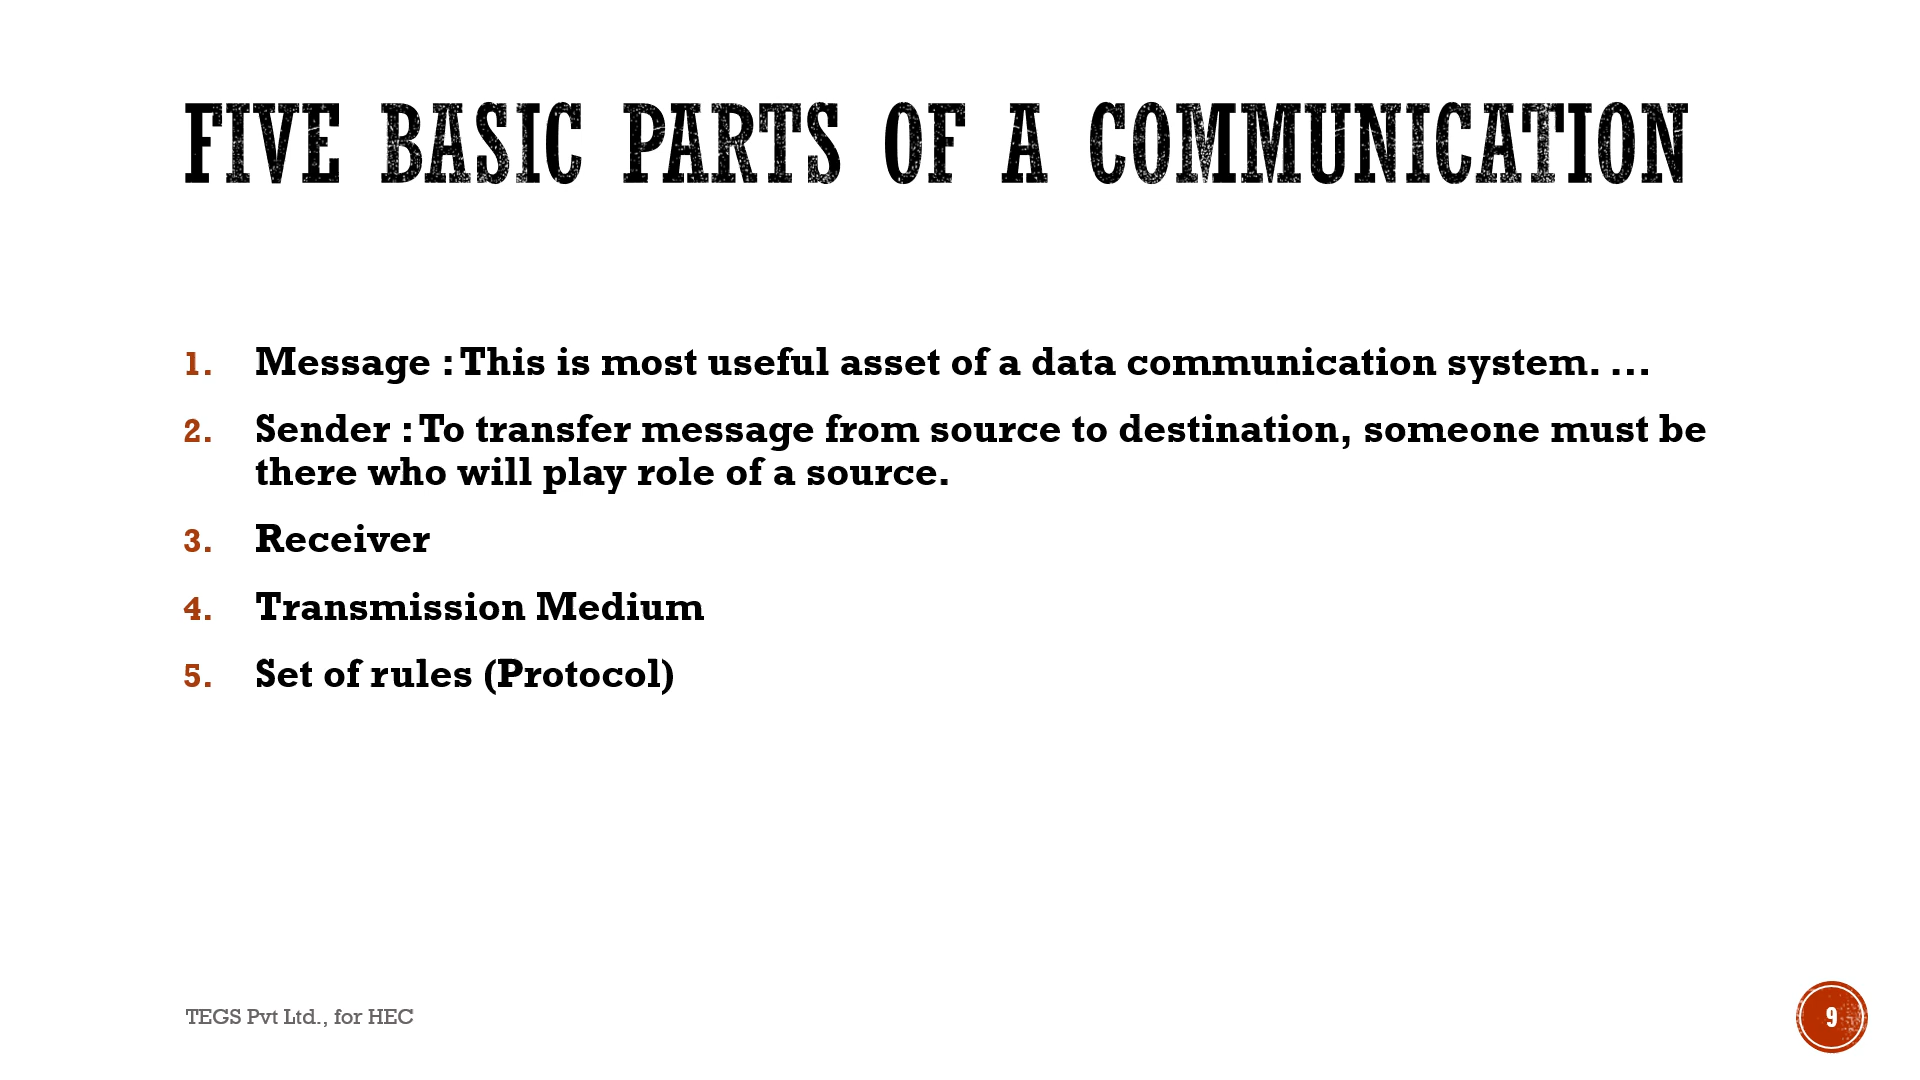 FIVE BASIC PARTS OF A COMMUNICATION
1. Message : This is most useful asset of a data communication system. …
2. Sender : To transfer message from source to destination, someone must be
there who will play role of a source.
3. Receiver
4. Transmission Medium
5. Set of rules (Protocol)
TEGS Pvt Ltd., for HEC
9